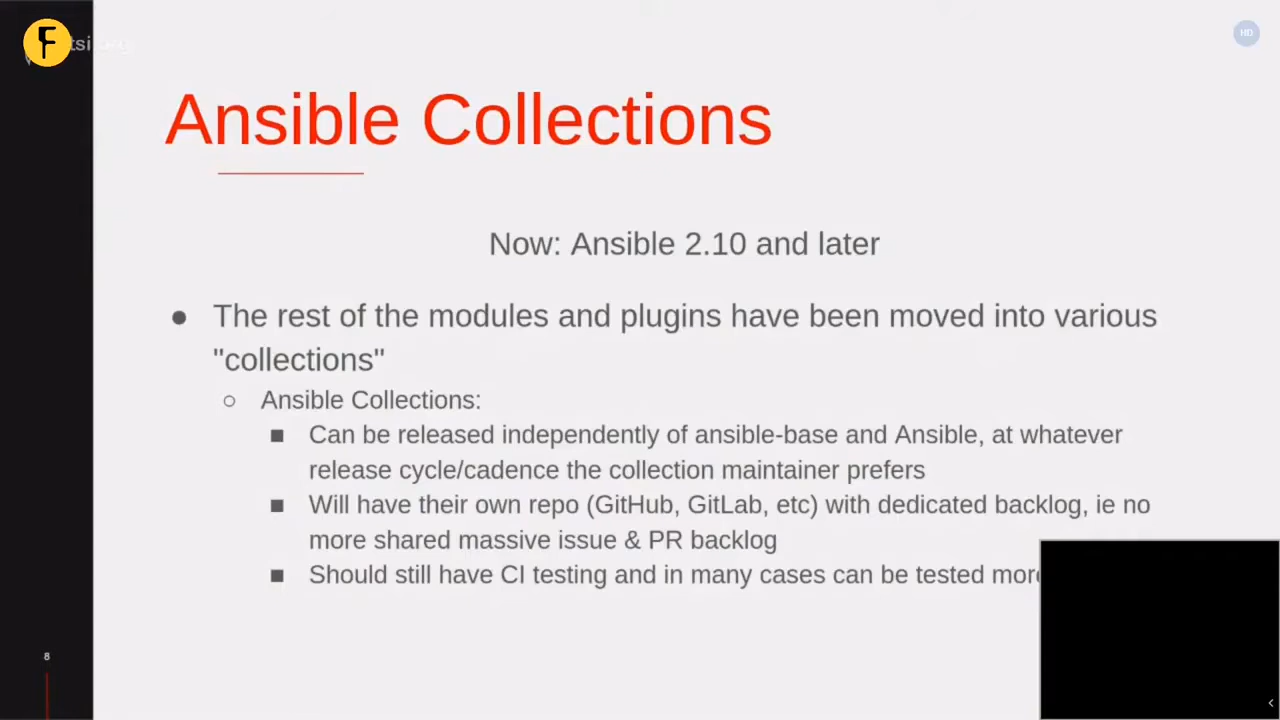 HD
Ansible Collections
Now: Ansible 2.10 and later
● The rest of the modules and plugins have been moved into various
"collections"
○ Ansible Collections:
■ Can be released independently of ansible-base and Ansible, at whatever
release cycle/cadence the collection maintainer prefers
■ Will have their own repo (GitHub, GitLab, etc) with dedicated backlog, ie no
more shared massive issue & PR backlog
■ Should still have CI testing and in many cases can be tested
8